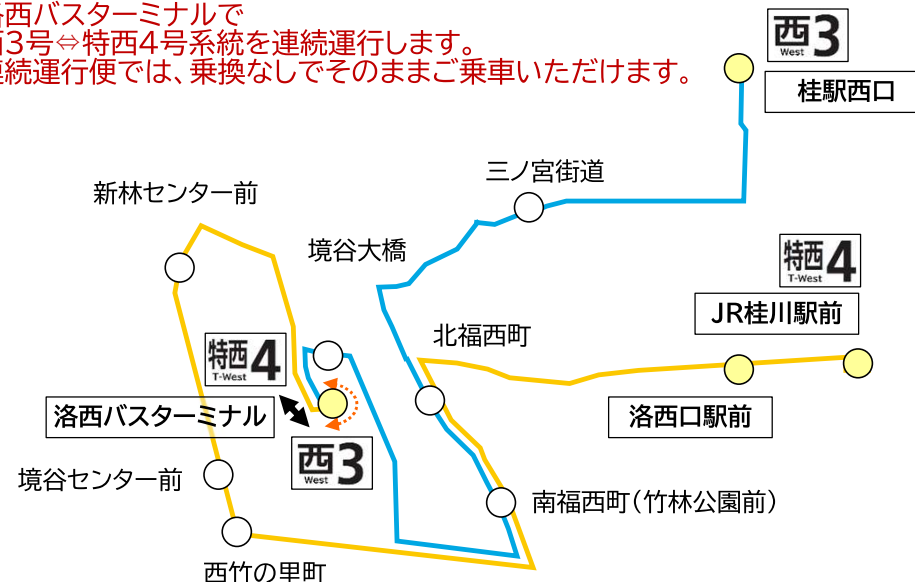 洛西バスターミナルで
西3号⇔特西4号系統を連続運行します。
連続運行便では、乗換なしでそのままご乗車いただけます。
西3
West
桂駅西口
三ノ宮街道
新林センター前
境谷大橋
特西4
T-West
JR桂川駅前
北福西町
特西4
T-West
洛西バスターミナル
洛西口駅前
西3
West
境谷センター前
南福西町(竹林公園前)
西竹の里町